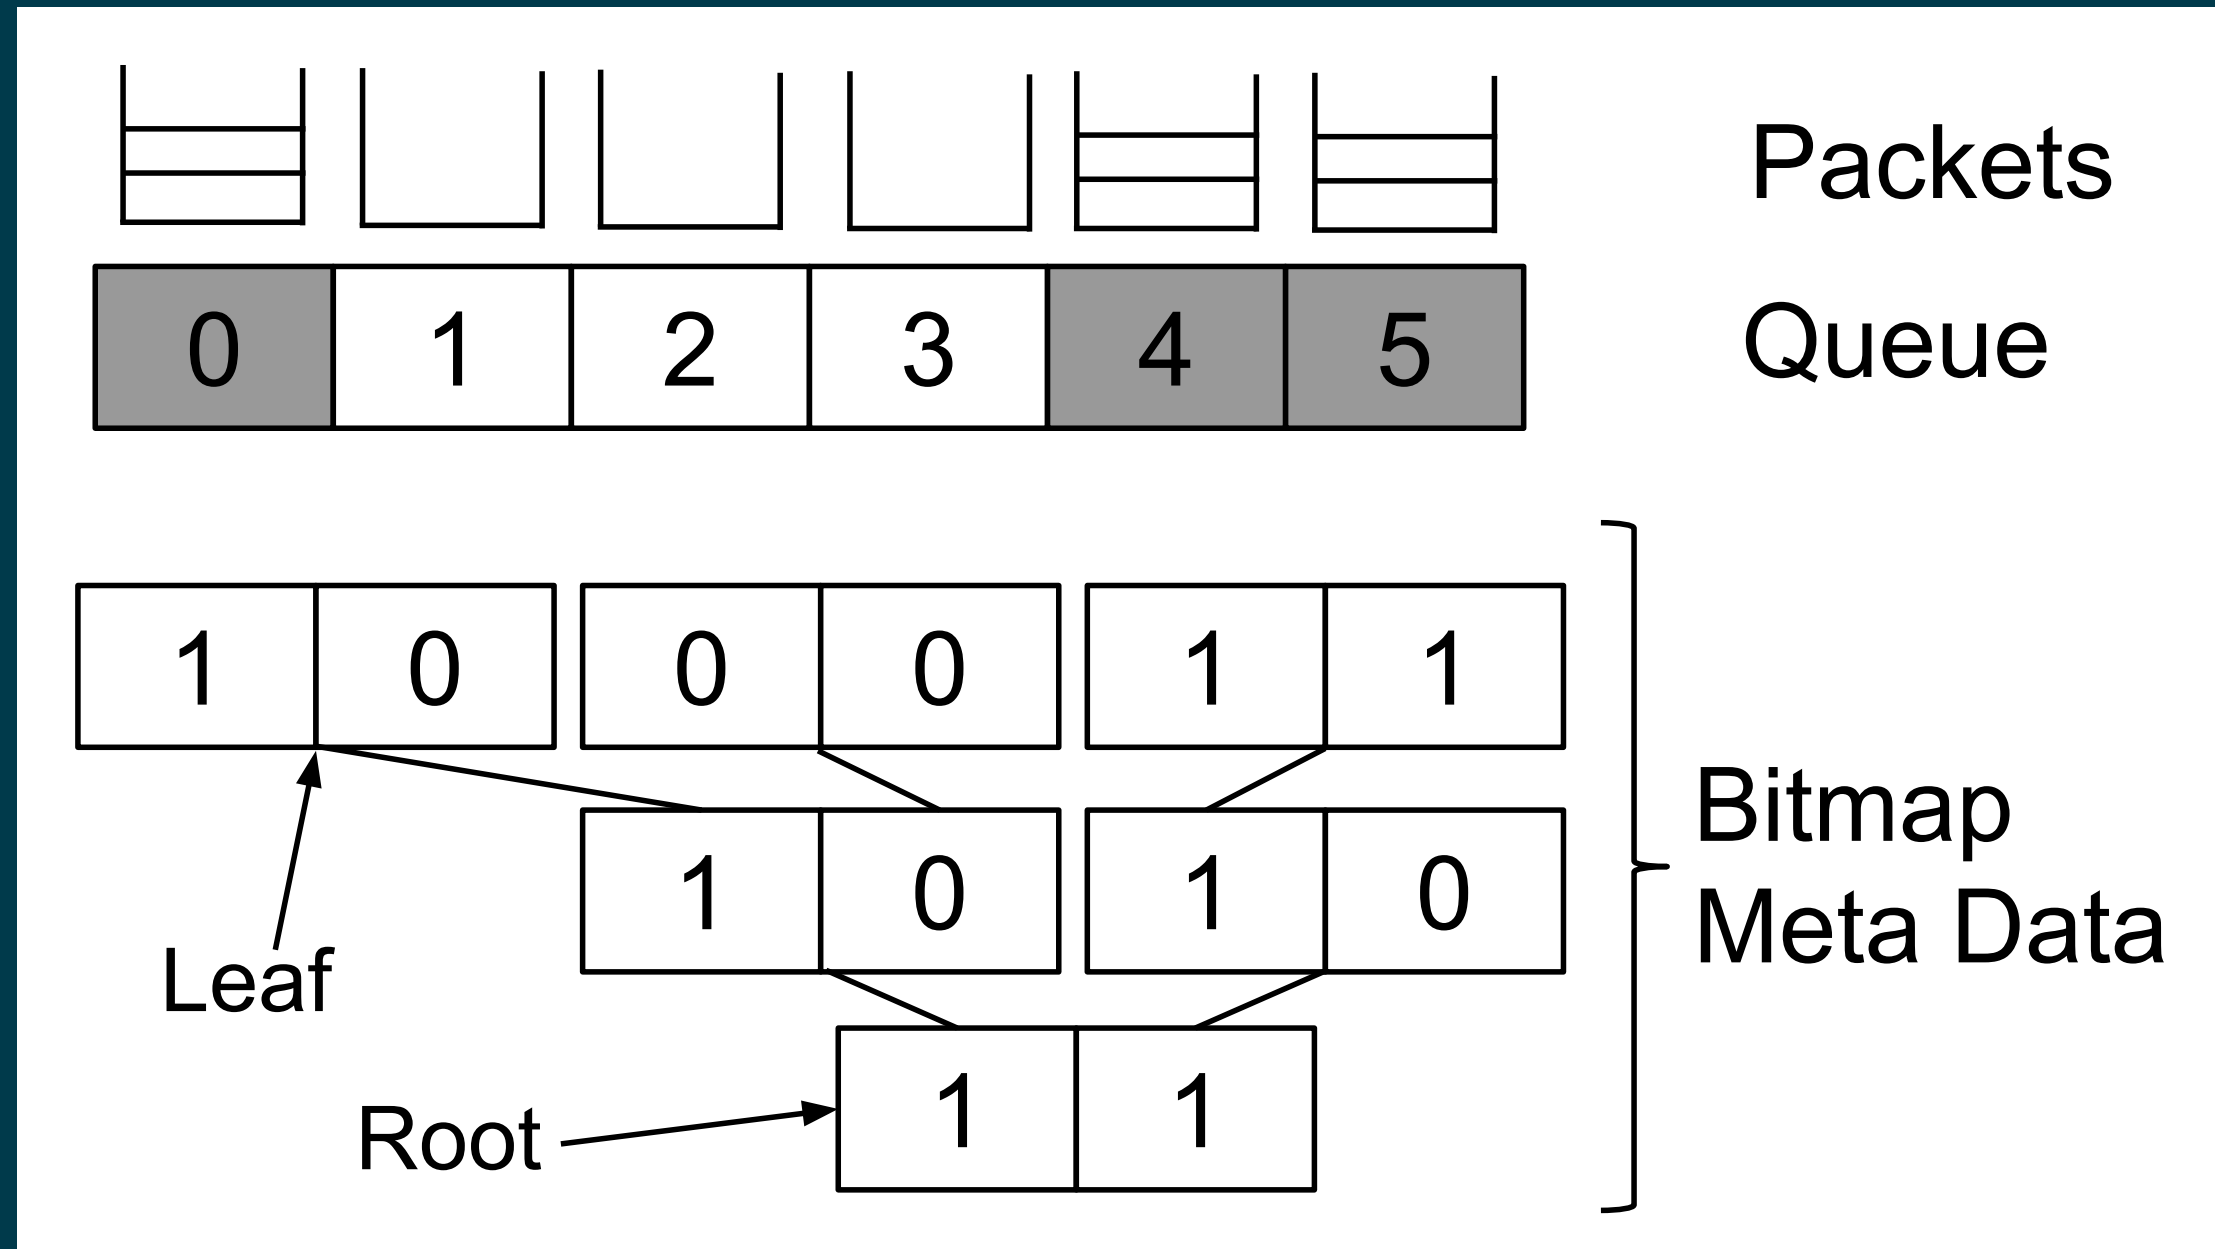 Packets
0 1 2 3 4 5 Queue
1 0 0 0 1 1
Bitmap
Meta Data
1 0 1 0
Leaf
Root
1 1